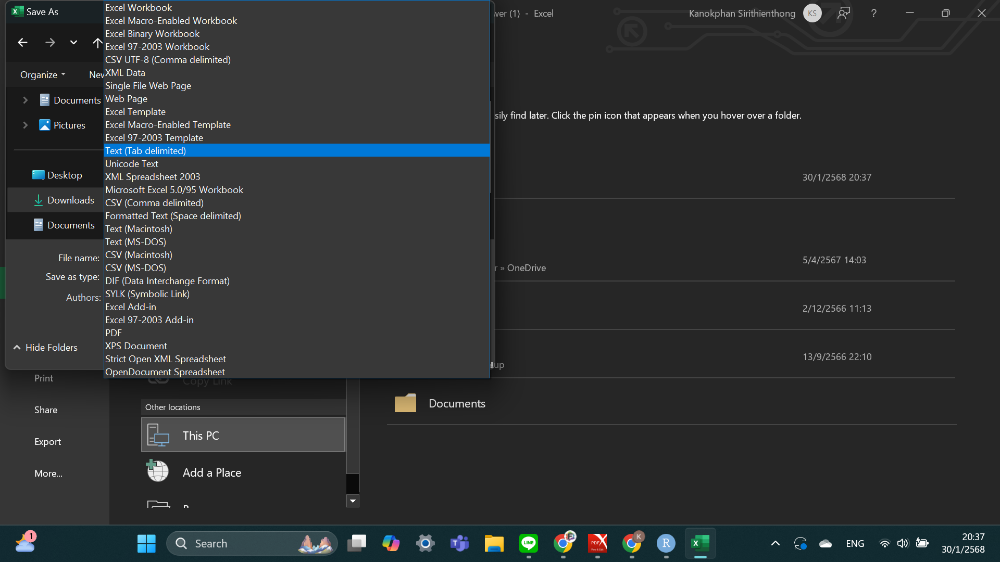 Save As
Excel Workbook
Excel Macro-Enabled Workbook
Excel Binary Workbook
Excel 97-2003 Workbook
CSV UTF-8 (Comma delimited)
XML Data
Single File Web Page
Web Page
Excel Template
Excel Macro-Enabled Template
Excel 97-2003 Template
Text (Tab delimited)
Unicode Text
XML Spreadsheet 2003
Microsoft Excel 5.0/95 Workbook
CSV (Comma delimited)
Formatted Text (Space delimited)
Text (Macintosh)
Text (MS-DOS)
CSV (Macintosh)
CSV (MS-DOS)
DIF (Data Interchange Format)
SYLK (Symbolic Link)
Excel Add-in
Excel 97-2003 Add-in
PDF
XPS Document
Strict Open XML Spreadsheet
OpenDocument Spreadsheet
Organize
Documents
Pictures
Desktop
Downloads
Documents
File name:
Save as type:
Authors:
Hide Folders
(1) - Excel
Kanokphan Sirithienthong
KS
?
find later. Click the pin icon that appears when you hover over a folder.
30/1/2568 20:37
5/4/2567 14:03
» OneDrive
2/12/2566 11:13
13/9/2566 22:10
Documents
Print
Share
Export
More...
Copy Link
Other locations
This PC
Add a Place
1
Search
T
LINE
PDF
View & Edit
K
R
X
ENG
20:37
30/1/2568